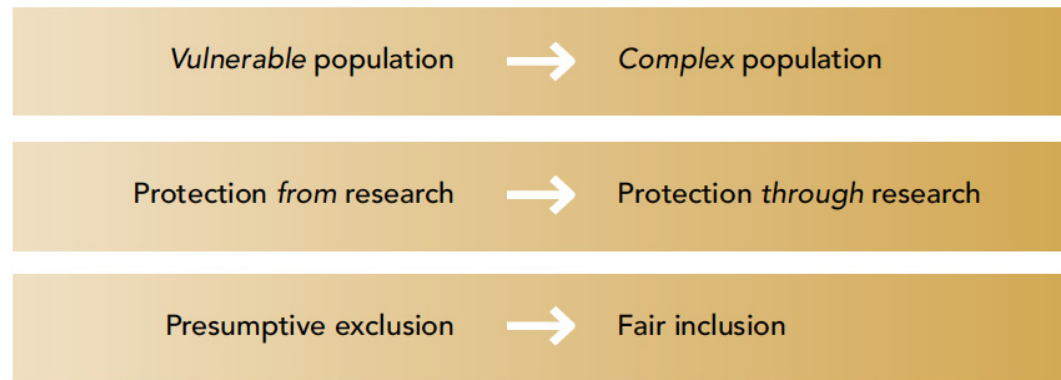 Vulnerable population → Complex population
Protection from research → Protection through research
Presumptive exclusion → Fair inclusion